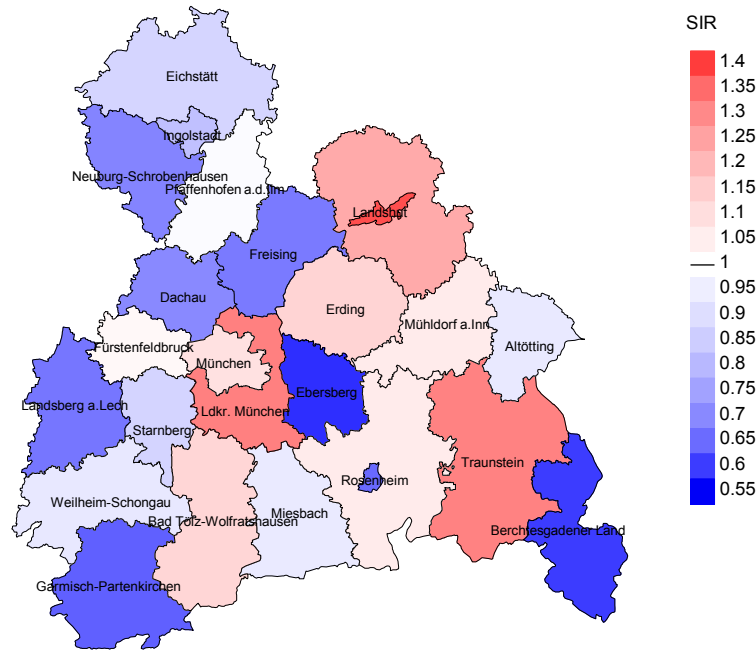 SIR
1.4
1.35
1.3
1.25
1.2
1.15
1.1
1.05
1
0.95
0.9
0.85
0.8
0.75
0.7
0.65
0.6
0.55
Eichstätt
Ingolstadt
Neuburg-Schrobenhausen
Pfaffenhofen a.d.Ilm
Landshut
Freising
Dachau
Erding
Mühldorf a.Inn
Altötting
Fürstenfeldbruck
München
Ebersberg
Landsberg a.Lech
Ldkr. München
Starnberg
Traunstein
Rosenheim
Weilheim-Schongau
Miesbach
Bad Tölz-Wolfratshausen
Berchtesgadener Land
Garmisch-Partenkirchen